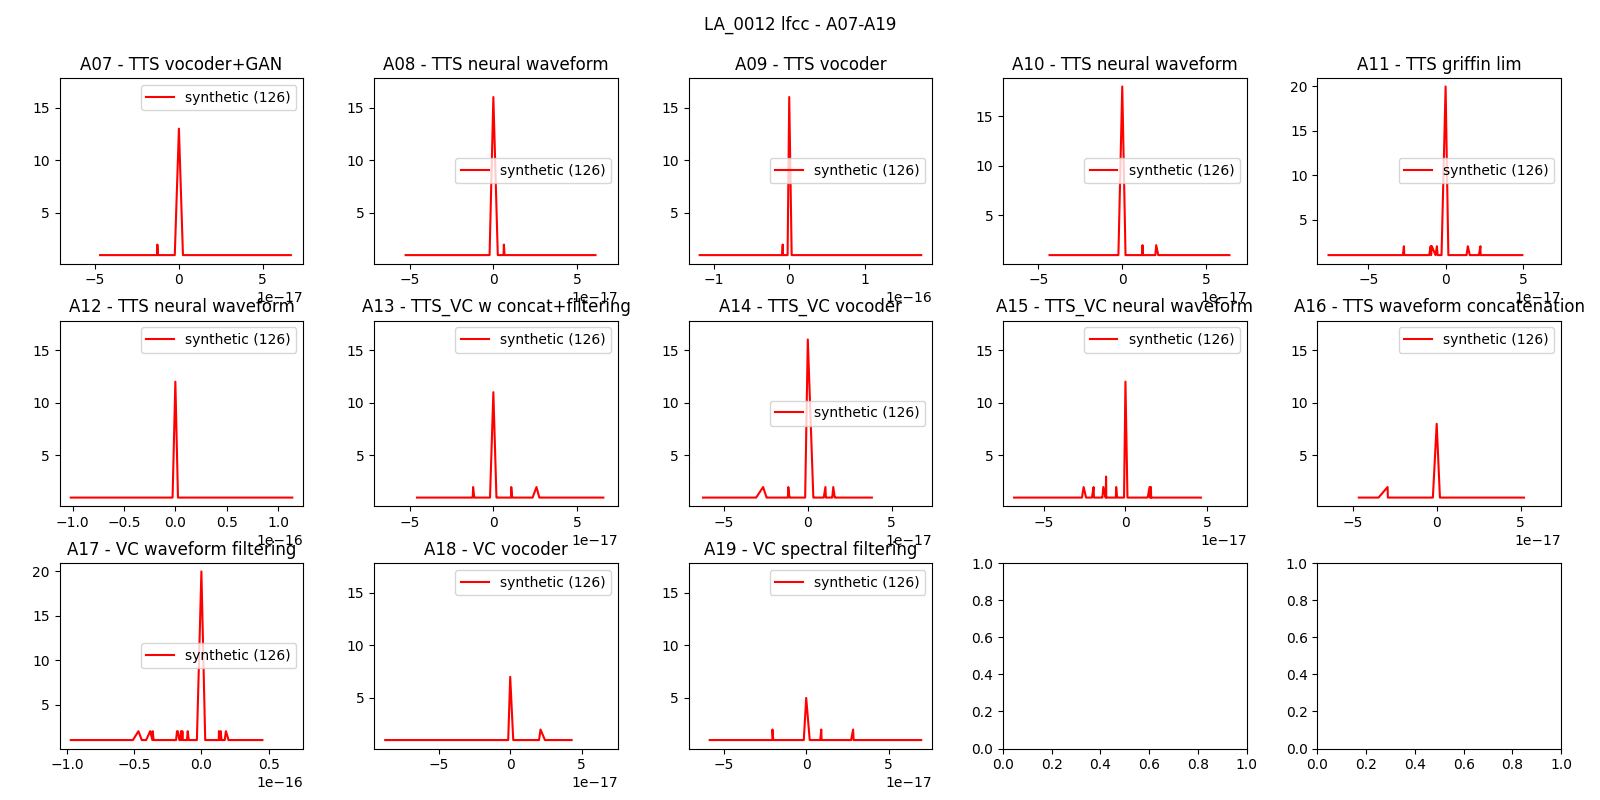 LA_0012 lfcc - A07-A19
A07 - TTS vocoder+GAN
synthetic (126)
15
10
5
−5 0 5
1e−17
A08 - TTS neural waveform
synthetic (126)
15
10
5
−5 0 5
1e−17
A09 - TTS vocoder
synthetic (126)
15
10
5
−1 0 1
1e−16
A10 - TTS neural waveform
synthetic (126)
15
10
5
−5 0 5
1e−17
A11 - TTS griffin lim
synthetic (126)
20
15
10
5
−5 0 5
1e−17
A12 - TTS neural waveform
synthetic (126)
15
10
5
−1.0 −0.5 0.0 0.5 1.0
1e−16
A13 - TTS_VC w concat+filtering
synthetic (126)
15
10
5
−5 0 5
1e−17
A14 - TTS_VC vocoder
synthetic (126)
15
10
5
−5 0 5
1e−17
A15 - TTS_VC neural waveform
synthetic (126)
15
10
5
−5 0 5
1e−17
A16 - TTS waveform concatenation
synthetic (126)
15
10
5
−5 0 5
1e−17
A17 - VC waveform filtering
synthetic (126)
20
15
10
5
−1.0 −0.5 0.0 0.5
1e−16
A18 - VC vocoder
synthetic (126)
15
10
5
−5 0 5
1e−17
A19 - VC spectral filtering
synthetic (126)
15
10
5
−5 0 5
1e−17
1.0
0.8
0.6
0.4
0.2
0.0
0.0 0.2 0.4 0.6 0.8 1.0
1.0
0.8
0.6
0.4
0.2
0.0
0.0 0.2 0.4 0.6 0.8 1.0